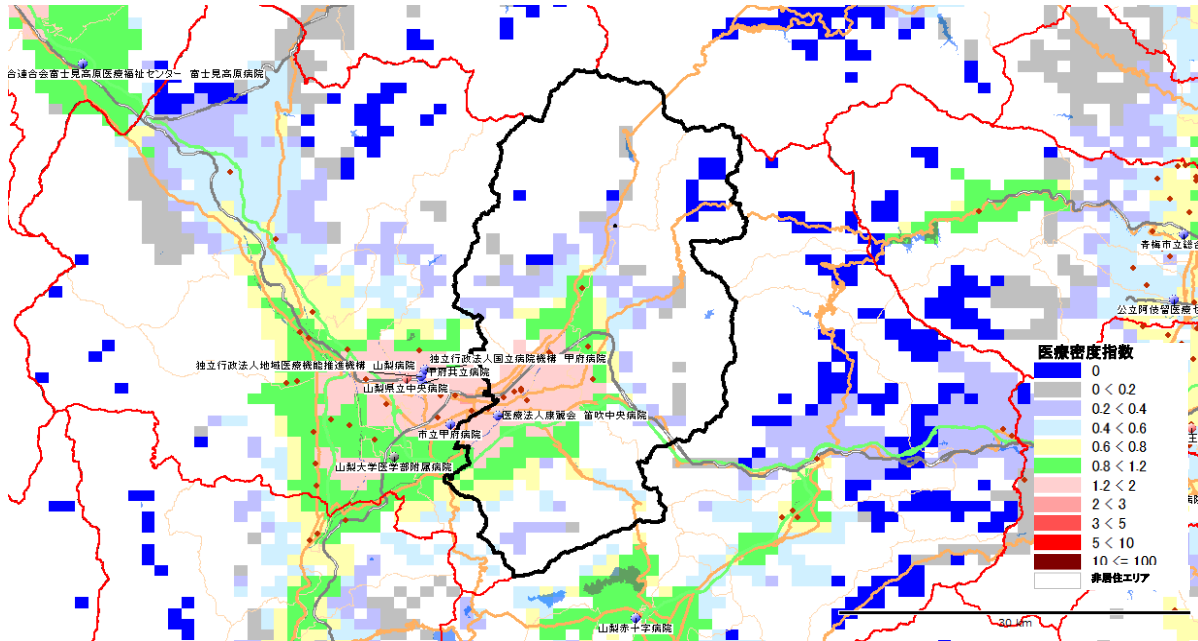 合連合会富士見高原医療福祉センター 富士見高原病院
青梅市立総合
公立阿伎留医療セ
独立行政法人国立病院機構 甲府病院
独立行政法人地域医療機能推進機構 山梨病院
甲府共立病院
山梨県立中央病院
医療法人康麗会 笛吹中央病院
市立甲府病院
山梨大学医学部附属病院
山梨赤十字病院
医療密度指数
0
0 < 0.2
0.2 < 0.4
0.4 < 0.6
0.6 < 0.8
0.8 < 1.2
1.2 < 2
2 < 3
3 < 5
5 < 10
10 <= 100
非居住エリア
30 km